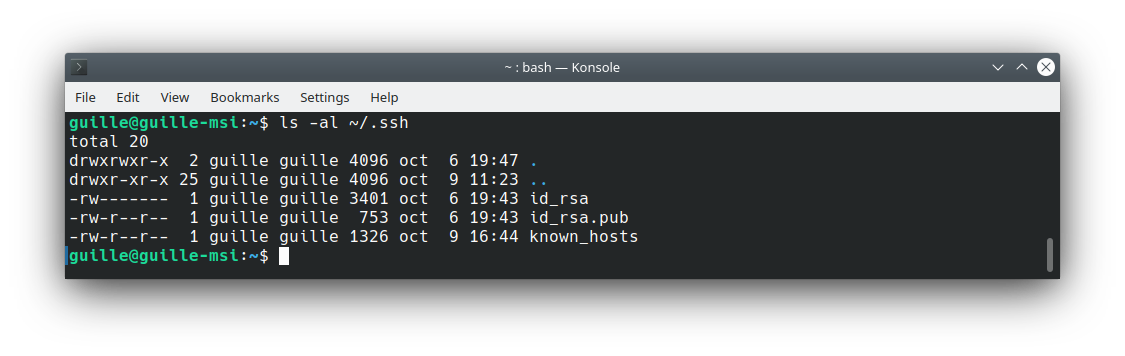 ~ : bash — Konsole
File Edit View Bookmarks Settings Help
guille@guille-msi:~$ ls -al ~/.ssh
total 20
drwxrwxr-x  2 guille guille 4096 oct  6 19:47 .
drwxr-xr-x 25 guille guille 4096 oct  9 11:23 ..
-rw-------  1 guille guille 3401 oct  6 19:43 id_rsa
-rw-r--r--  1 guille guille  753 oct  6 19:43 id_rsa.pub
-rw-r--r--  1 guille guille 1326 oct  9 16:44 known_hosts
guille@guille-msi:~$